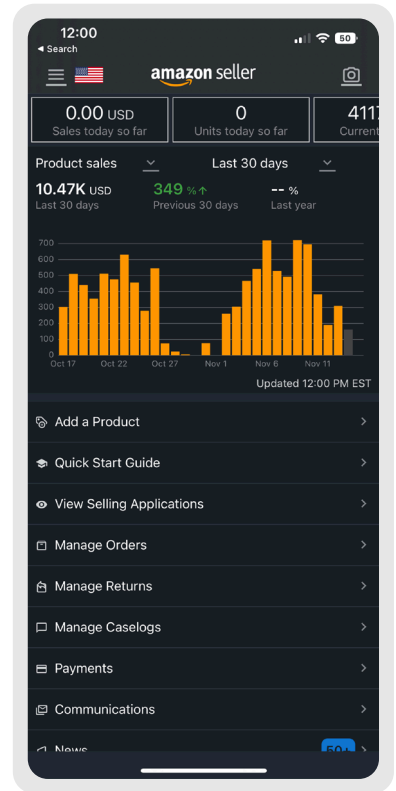 12:00
◄ Search
50
amazon seller
0.00 USD
Sales today so far
0
Units today so far
4117
Current
Product sales
Last 30 days
10.47K USD
Last 30 days
349 %↑
Previous 30 days
-- %
Last year
700
600
500
400
300
200
100
0
Oct 17 Oct 22 Oct 27 Nov 1 Nov 6 Nov 11
Updated 12:00 PM EST
Add a Product
Quick Start Guide
View Selling Applications
Manage Orders
Manage Returns
Manage Caselogs
Payments
Communications
News
50+